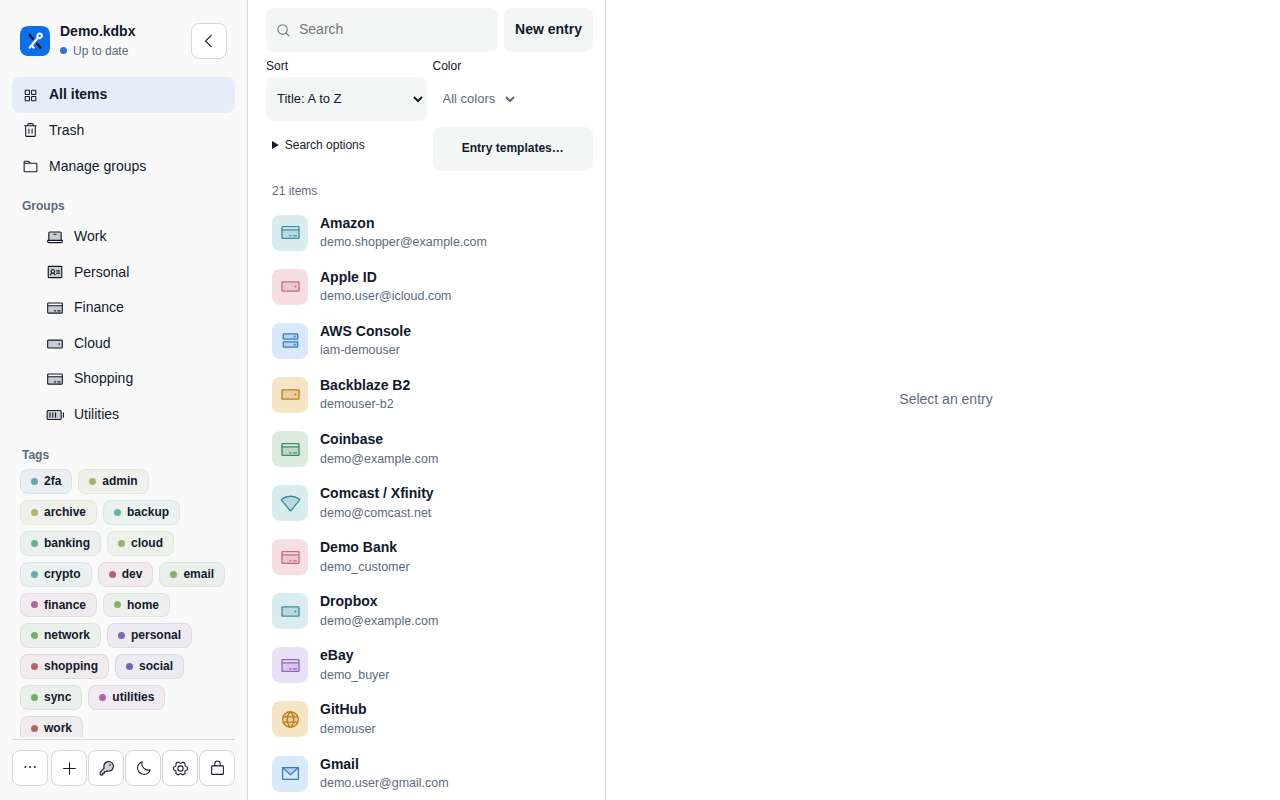 Demo.kdbx
Up to date
All items
Trash
Manage groups
Groups
Work
Personal
Finance
Cloud
Shopping
Utilities
Tags
2fa
admin
archive
backup
banking
cloud
crypto
dev
email
finance
home
network
personal
shopping
social
sync
utilities
work
Search
New entry
Sort
Color
Title: A to Z
All colors
Search options
Entry templates…
21 items
Amazon
demo.shopper@example.com
Apple ID
demo.user@icloud.com
AWS Console
iam-demouser
Backblaze B2
demouser-b2
Coinbase
demo@example.com
Comcast / Xfinity
demo@comcast.net
Demo Bank
demo_customer
Dropbox
demo@example.com
eBay
demo_buyer
GitHub
demouser
Gmail
demo.user@gmail.com
Select an entry